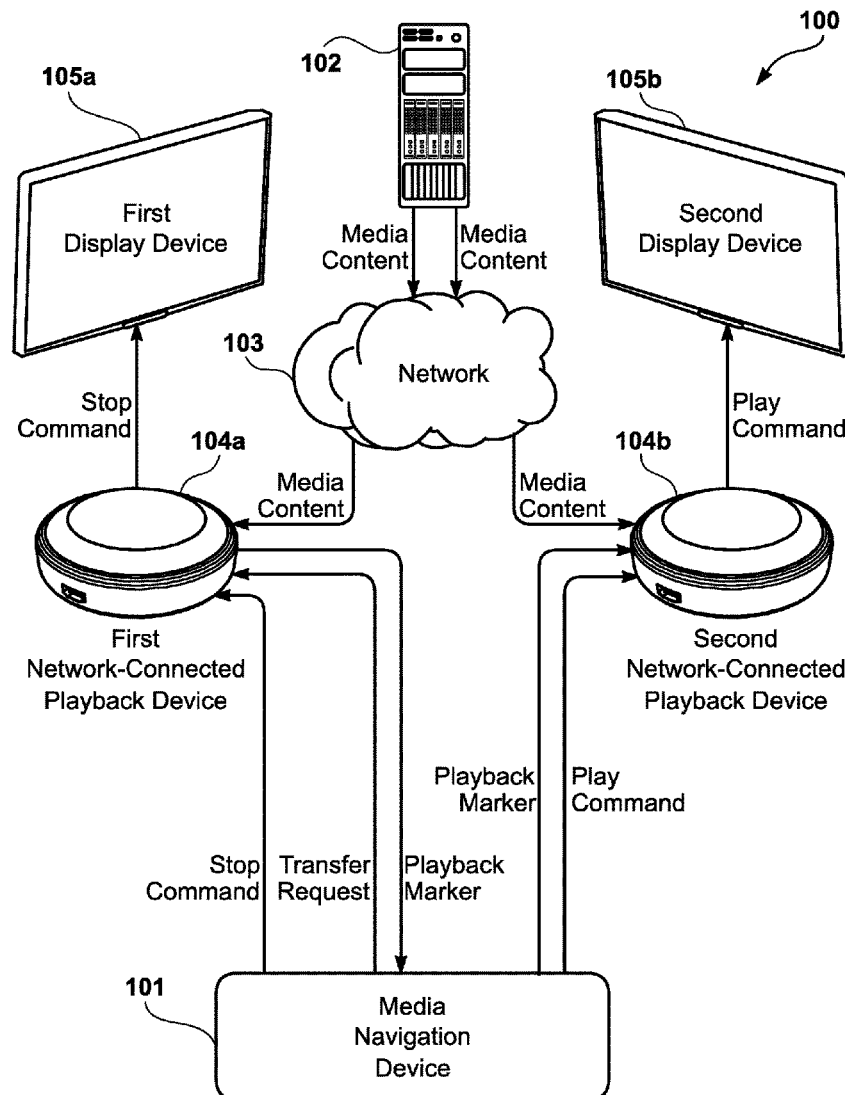 100
102
105a
105b
First
Display Device
Second
Display Device
Media
Content
Media
Content
103
Network
Stop
Command
Play
Command
104a
104b
Media
Content
Media
Content
First
Network-Connected
Playback Device
Second
Network-Connected
Playback Device
Playback
Marker
Play
Command
Stop
Command
Transfer
Request
Playback
Marker
101
Media
Navigation
Device